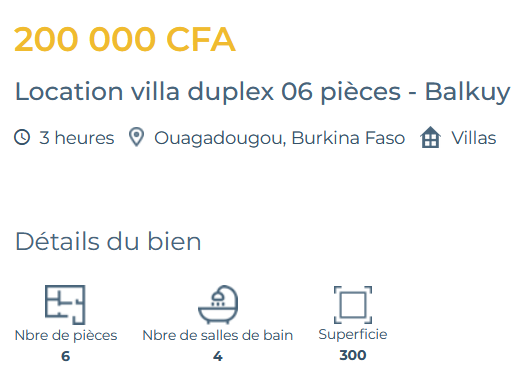 200 000 CFA
Location villa duplex 06 pièces - Balkuy
3 heures Ouagadougou, Burkina Faso Villas
Détails du bien
Nbre de pièces Nbre de salles de bain Superficie
6 4 300